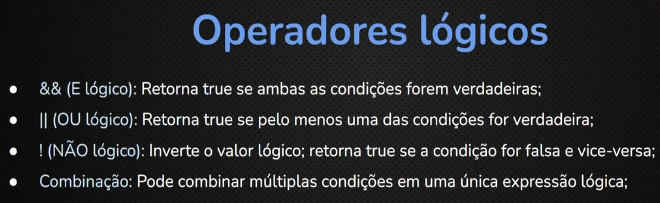 Operadores lógicos
● && (E lógico): Retorna true se ambas as condições forem verdadeiras;
● || (OU lógico): Retorna true se pelo menos uma das condições for verdadeira;
● ! (NÃO lógico): Inverte o valor lógico; retorna true se a condição for falsa e vice-versa;
● Combinação: Pode combinar múltiplas condições em uma única expressão lógica;